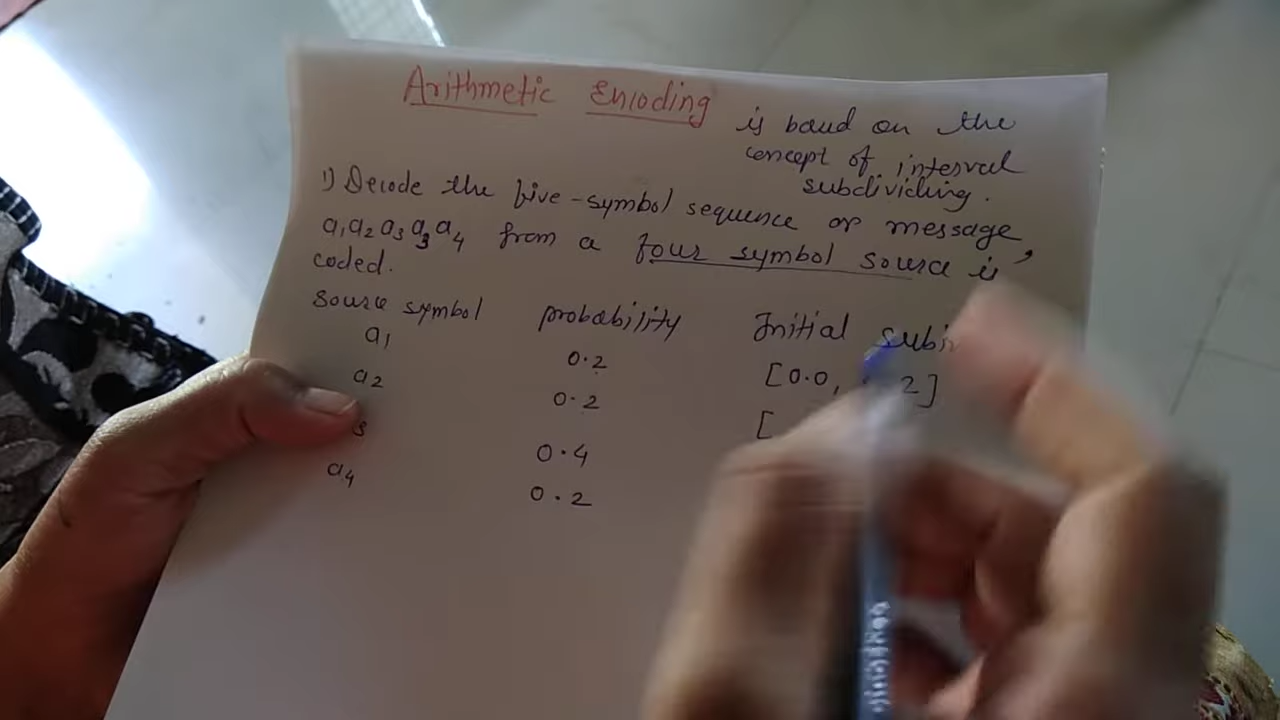 Arithmetic Encoding is based on the
concept of interval
subdividing.
1) Decode the five-symbol sequence or message,
a1a2a3a3a4 from a four symbol source is
coded.
source symbol probability Initial
a1 0.2 [0.0, 2]
a2 0.2 [
3 0.4
a4 0.2